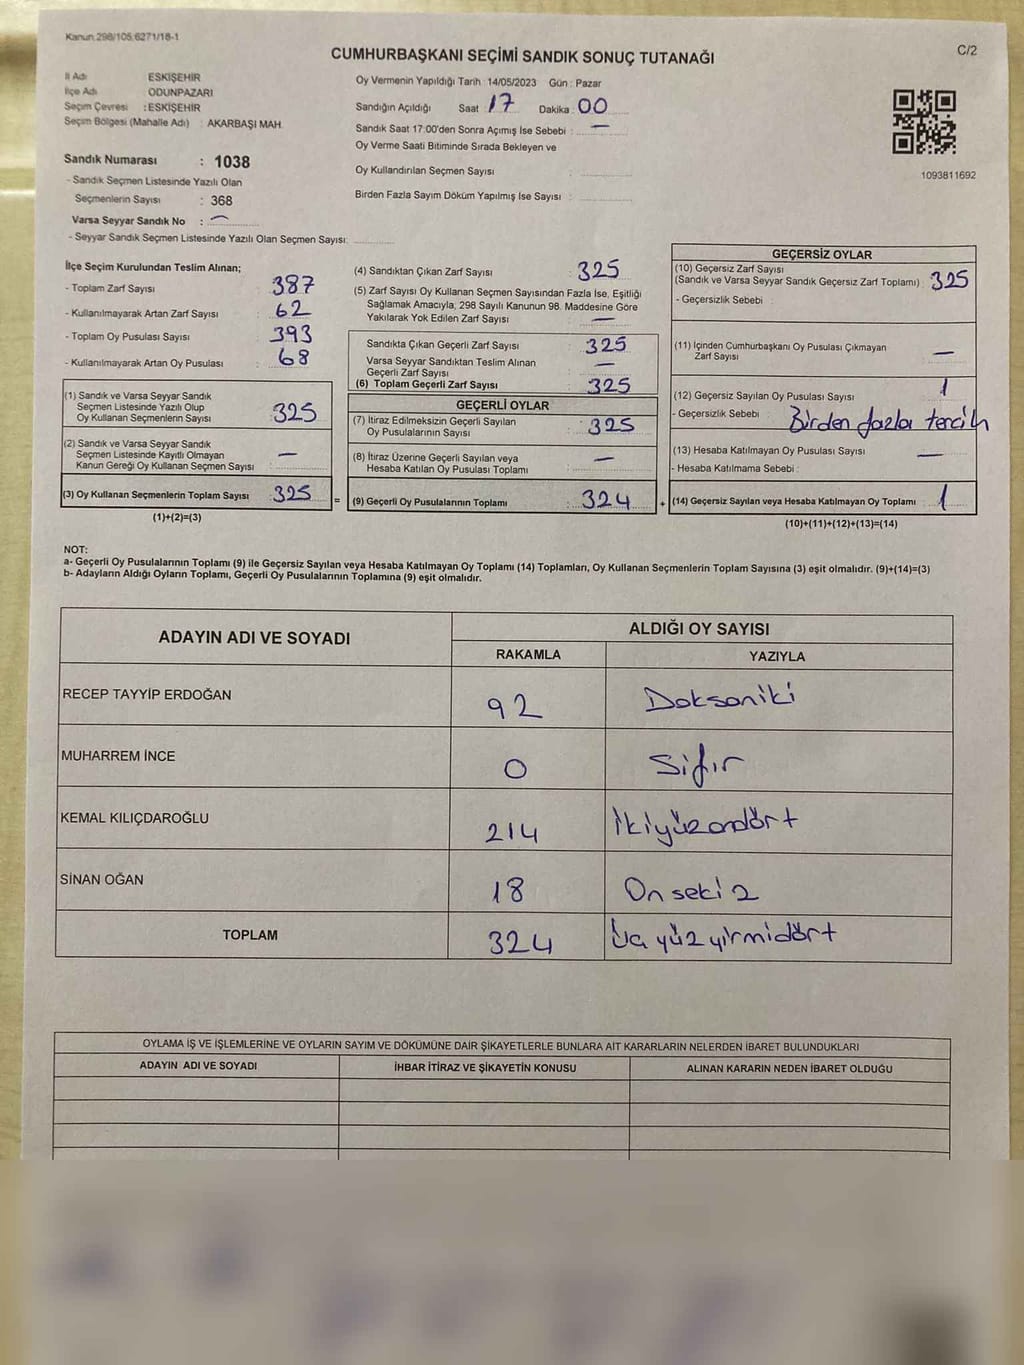 Kanun:298/105;6271/18-1
C/2
CUMHURBAŞKANI SEÇİMİ SANDIK SONUÇ TUTANAĞI
İl Adı ESKİŞEHİR
İlçe Adı ODUNPAZARI
Seçim Çevresi : ESKİŞEHİR
Seçim Bölgesi (Mahalle Adı) : AKARBAŞI MAH.
Sandık Numarası : 1038
- Sandık Seçmen Listesinde Yazılı Olan
Seçmenlerin Sayısı : 368
Varsa Seyyar Sandık No : —
- Seyyar Sandık Seçmen Listesinde Yazılı Olan Seçmen Sayısı:
Oy Vermenin Yapıldığı Tarih : 14/05/2023 Gün : Pazar
Sandığın Açıldığı Saat : 17 Dakika : 00
Sandık Saat 17:00'den Sonra Açımış İse Sebebi : —
Oy Verme Saati Bitiminde Sırada Bekleyen ve
Oy Kullandırılan Seçmen Sayısı :
Birden Fazla Sayım Döküm Yapılmış İse Sayısı :
1093811692
İlçe Seçim Kurulundan Teslim Alınan;
- Toplam Zarf Sayısı : 387
- Kullanılmayarak Artan Zarf Sayısı : 62
- Toplam Oy Pusulası Sayısı : 393
- Kullanılmayarak Artan Oy Pusulası : 68
(1) Sandık ve Varsa Seyyar Sandık
Seçmen Listesinde Yazılı Olup
Oy Kullanan Seçmenlerin Sayısı : 325
(2) Sandık ve Varsa Seyyar Sandık
Seçmen Listesinde Kayıtlı Olmayan
Kanun Gereği Oy Kullanan Seçmen Sayısı : —
(3) Oy Kullanan Seçmenlerin Toplam Sayısı : 325
(1)+(2)=(3)
=
(4) Sandıktan Çıkan Zarf Sayısı : 325
(5) Zarf Sayısı Oy Kullanan Seçmen Sayısından Fazla İse, Eşitliği
Sağlamak Amacıyla, 298 Sayılı Kanunun 98. Maddesine Göre
Yakılarak Yok Edilen Zarf Sayısı : —
Sandıkta Çıkan Geçerli Zarf Sayısı : 325
Varsa Seyyar Sandıktan Teslim Alınan
Geçerli Zarf Sayısı : —
(6) Toplam Geçerli Zarf Sayısı : 325
GEÇERLİ OYLAR
(7) İtiraz Edilmeksizin Geçerli Sayılan
Oy Pusulalarının Sayısı : 325
(8) İtiraz Üzerine Geçerli Sayılan veya
Hesaba Katılan Oy Pusulası Toplamı : —
(9) Geçerli Oy Pusulalarının Toplamı : 324
+
GEÇERSİZ OYLAR
(10) Geçersiz Zarf Sayısı
(Sandık ve Varsa Seyyar Sandık Geçersiz Zarf Toplamı) : 325
- Geçersizlik Sebebi :
(11) İçinden Cumhurbaşkanı Oy Pusulası Çıkmayan
Zarf Sayısı : —
(12) Geçersiz Sayılan Oy Pusulası Sayısı : 1
- Geçersizlik Sebebi : Birden fazla tercih
(13) Hesaba Katılmayan Oy Pusulası Sayısı : —
- Hesaba Katılmama Sebebi :
(14) Geçersiz Sayılan veya Hesaba Katılmayan Oy Toplamı : 1
(10)+(11)+(12)+(13)=(14)
NOT:
a- Geçerli Oy Pusulalarının Toplamı (9) ile Geçersiz Sayılan veya Hesaba Katılmayan Oy Toplamı (14) Toplamları, Oy Kullanan Seçmenlerin Toplam Sayısına (3) eşit olmalıdır. (9)+(14)=(3)
b- Adayların Aldığı Oyların Toplamı, Geçerli Oy Pusulalarının Toplamına (9) eşit olmalıdır.
ADAYIN ADI VE SOYADI
ALDIĞI OY SAYISI
RAKAMLA YAZIYLA
RECEP TAYYİP ERDOĞAN 92 Doksaniki
MUHARREM İNCE 0 Sıfır
KEMAL KILIÇDAROĞLU 214 İkiyüzondört
SİNAN OĞAN 18 Onsekiz
TOPLAM 324 Üçyüzyirmidört
OYLAMA İŞ VE İŞLEMLERİNE VE OYLARIN SAYIM VE DÖKÜMÜNE DAİR ŞİKAYETLERLE BUNLARA AİT KARARLARIN NELERDEN İBARET BULUNDUKLARI
ADAYIN ADI VE SOYADI İHBAR İTİRAZ VE ŞİKAYETİN KONUSU ALINAN KARARIN NEDEN İBARET OLDUĞU